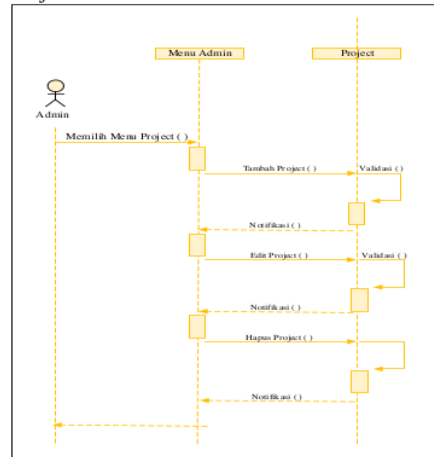 Menu Admin
Project
Admin
Memilih Menu Project ( )
Tambah Project ( )
Validasi ( )
Notifikasi ( )
Edit Project ( )
Validasi ( )
Notifikasi ( )
Hapus Project ( )
Notifikasi ( )